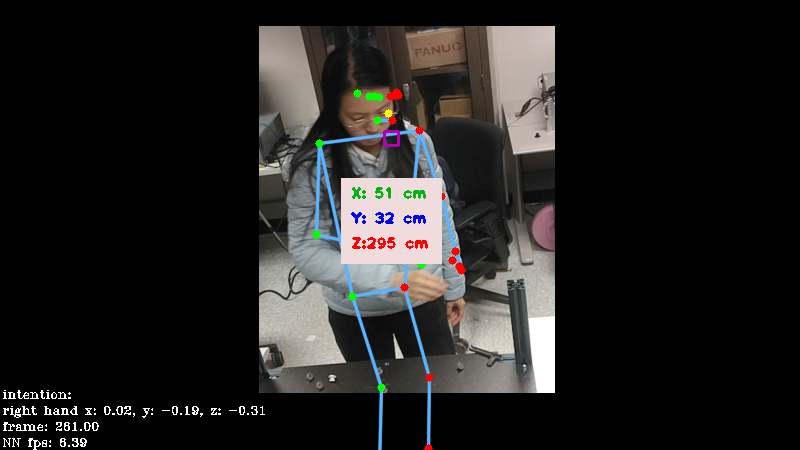 FANUC
X: 51 cm
Y: 32 cm
Z:295 cm
intention:
right hand x: 0.02, y: -0.19, z: -0.31
frame: 261.00
NN fps: 6.39